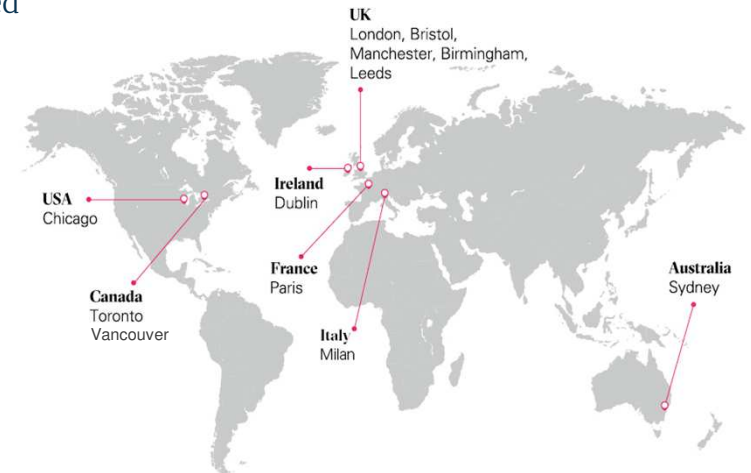 UK
London, Bristol,
Manchester, Birmingham,
Leeds
Ireland
Dublin
USA
Chicago
France
Paris
Australia
Sydney
Canada
Toronto
Vancouver
Italy
Milan